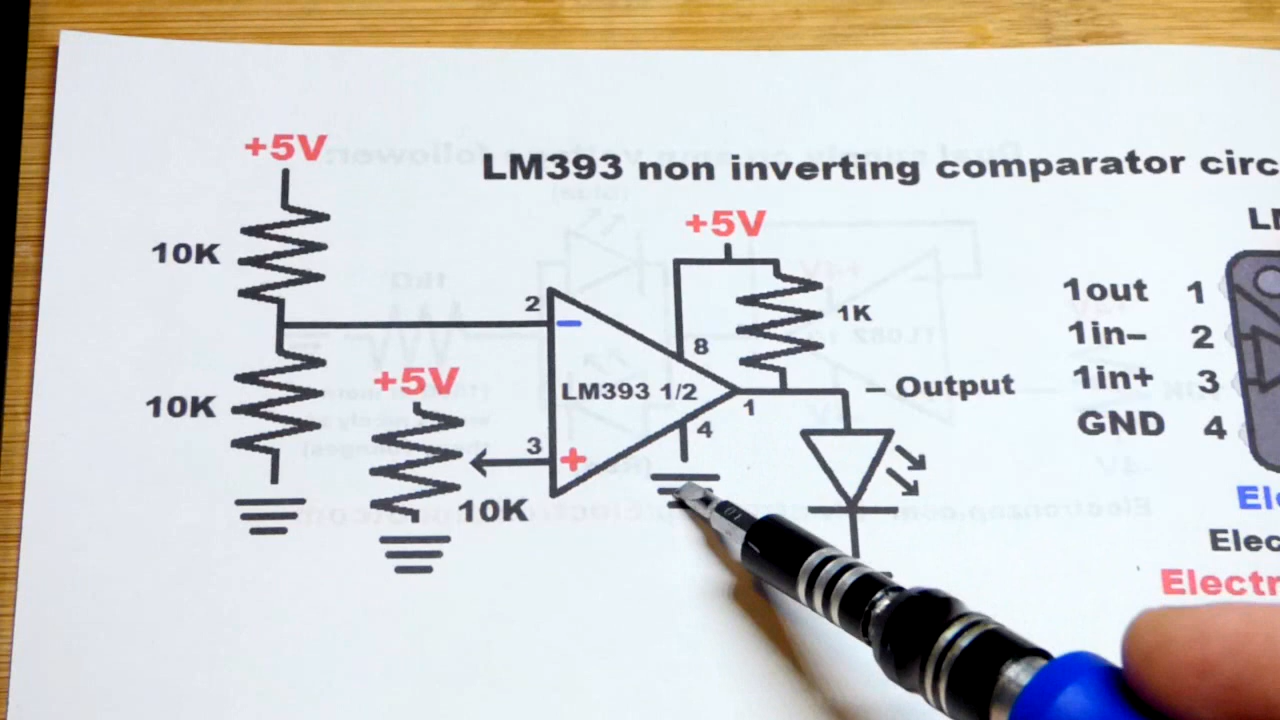 LM393 non inverting comparator circ
+5V
10K
10K
+5V
10K
2
3
LM393 1/2
+5V
1K
8
4
1
Output
1out 1
1in– 2
1in+ 3
GND 4